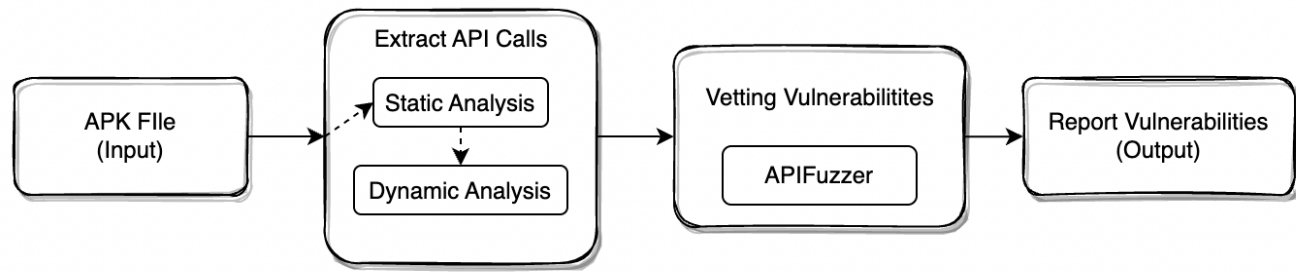 APK FIle
(Input)
Extract API Calls
Static Analysis
Dynamic Analysis
Vetting Vulnerabilitites
APIFuzzer
Report Vulnerabilities
(Output)